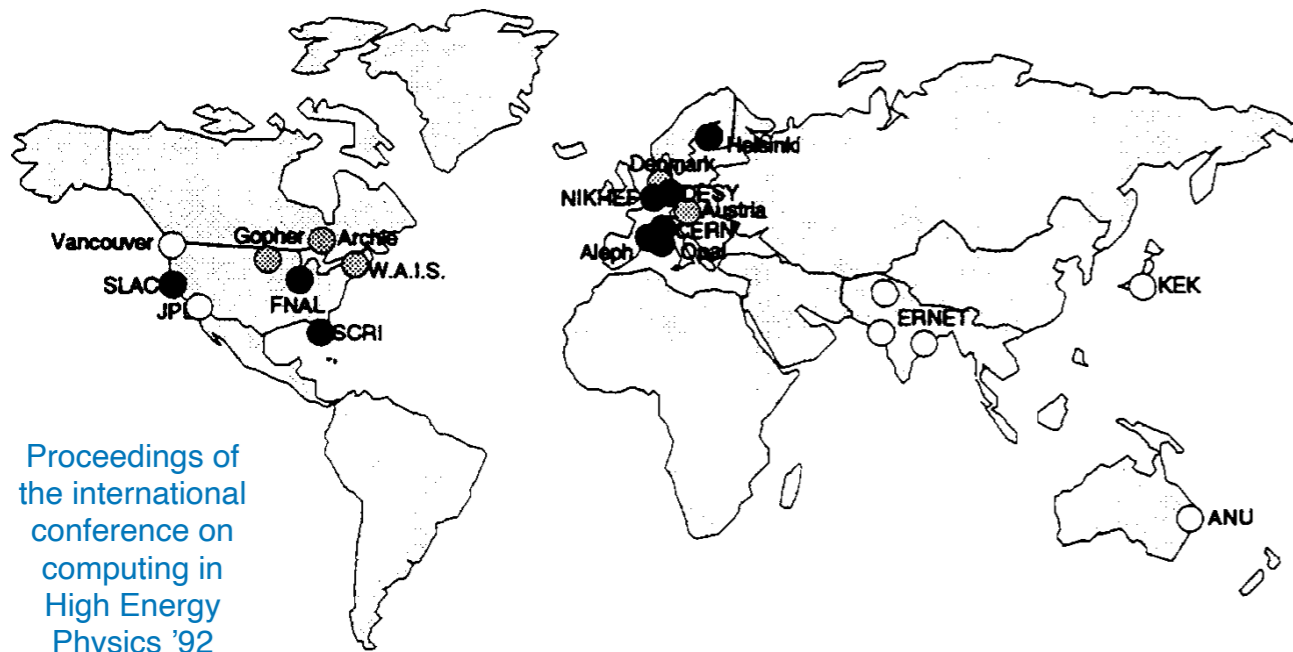 Helsinki
Denmark
NIKHEF
DESY
Austria
Vancouver
Gopher
Archie
CERN
Aleph
Opal
W.A.I.S.
SLAC
FNAL
KEK
JPL
ERNET
SCRI
Proceedings of
the international
conference on
computing in
High Energy
Physics '92
ANU